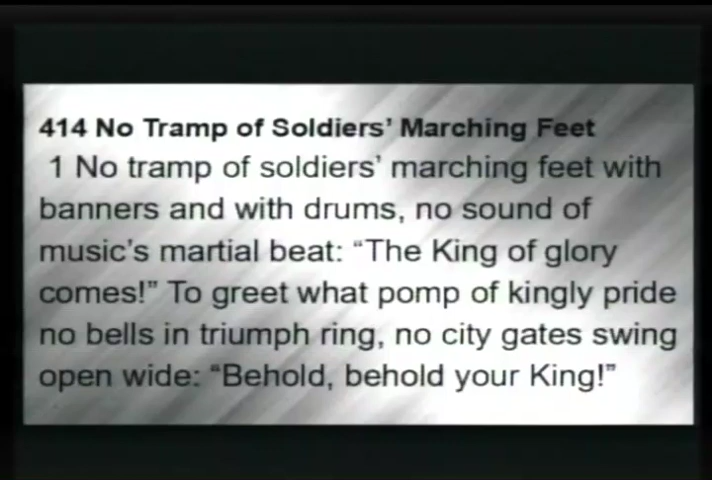 414 No Tramp of Soldiers’ Marching Feet
1 No tramp of soldiers’ marching feet with
banners and with drums, no sound of
music’s martial beat: “The King of glory
comes!” To greet what pomp of kingly pride
no bells in triumph ring, no city gates swing
open wide: “Behold, behold your King!”